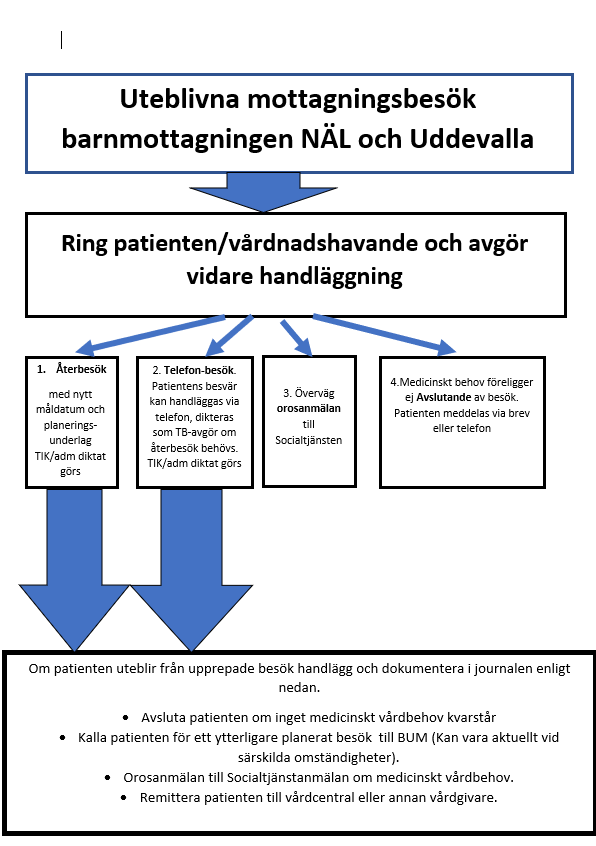 Uteblivna mottagningsbesök
barnmottagningen NÄL och Uddevalla
Ring patienten/vårdnadshavande och avgör
vidare handläggning
1. Återbesök
med nytt
måldatum och
planerings-
underlag
TIK/adm diktat
görs
2. Telefon-besök.
Patientens besvär
kan handläggas via
telefon, dikteras
som TB-avgör om
återbesök behövs.
TIK/adm diktat görs
3. Överväg
orosanmälan
till
Socialtjänsten
4.Medicinskt behov föreligger
ej Avslutande av besök.
Patienten meddelas via brev
eller telefon
Om patienten uteblir från upprepade besök handlägg och dokumentera i journalen enligt
nedan.
• Avsluta patienten om inget medicinskt vårdbehov kvarstår
• Kalla patienten för ett ytterligare planerat besök till BUM (Kan vara aktuellt vid
särskilda omständigheter).
• Orosanmälan till Socialtjänstanmälan om medicinskt vårdbehov.
• Remittera patienten till vårdcentral eller annan vårdgivare.